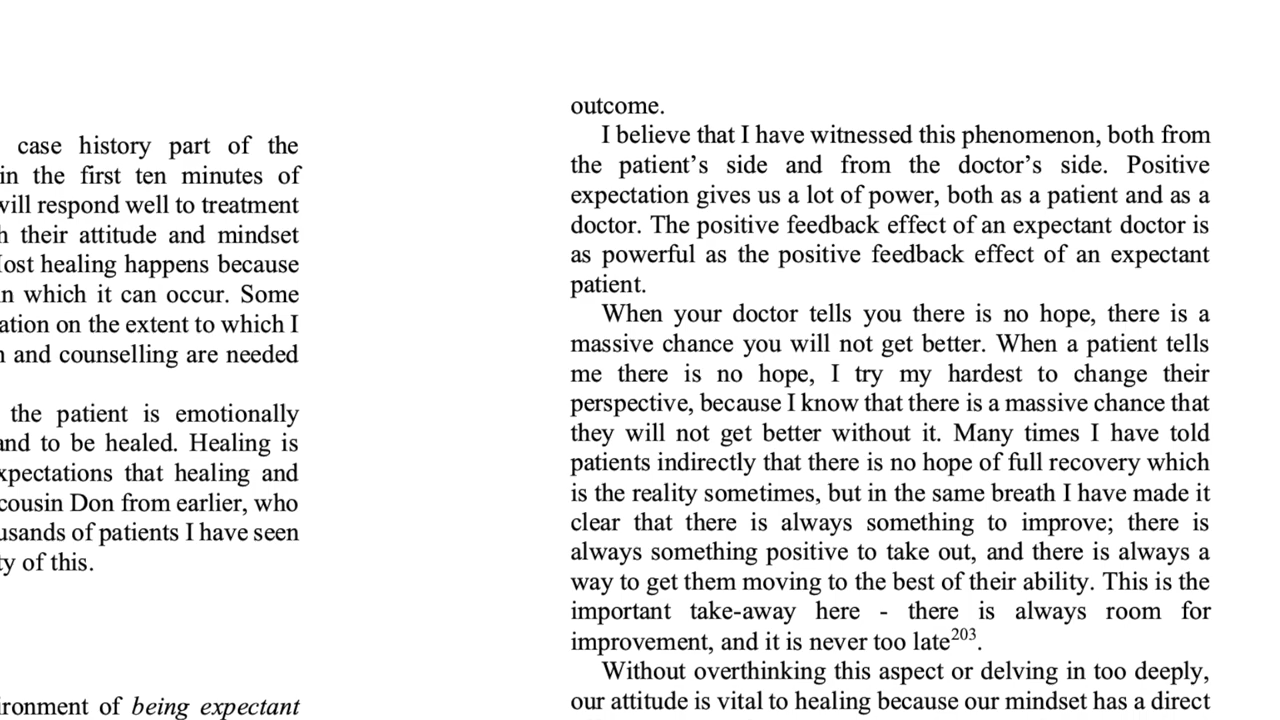 case history part of the
in the first ten minutes of
will respond well to treatment
their attitude and mindset
healing happens because
in which it can occur. Some
on the extent to which I
and counselling are needed
the patient is emotionally
and to be healed. Healing is
that healing and
cousin Don from earlier, who
of patients I have seen
of this.
of being expectant
outcome.
I believe that I have witnessed this phenomenon, both from
the patient’s side and from the doctor’s side. Positive
expectation gives us a lot of power, both as a patient and as a
doctor. The positive feedback effect of an expectant doctor is
as powerful as the positive feedback effect of an expectant
patient.
When your doctor tells you there is no hope, there is a
massive chance you will not get better. When a patient tells
me there is no hope, I try my hardest to change their
perspective, because I know that there is a massive chance that
they will not get better without it. Many times I have told
patients indirectly that there is no hope of full recovery which
is the reality sometimes, but in the same breath I have made it
clear that there is always something to improve; there is
always something positive to take out, and there is always a
way to get them moving to the best of their ability. This is the
important take-away here - there is always room for
improvement, and it is never too late203.
Without overthinking this aspect or delving in too deeply,
our attitude is vital to healing because our mindset has a direct